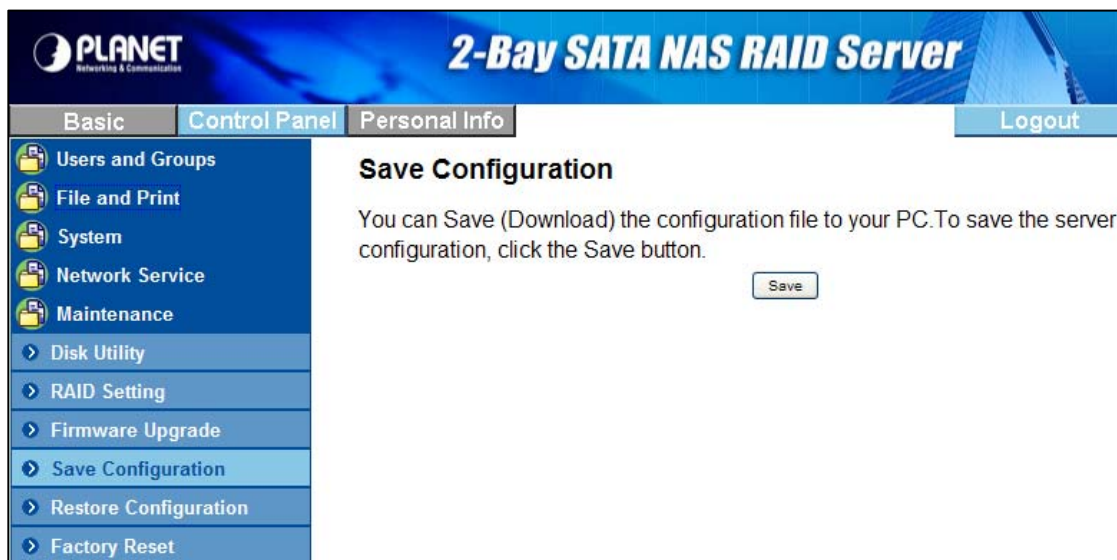 PLANET
Networking & Communication
2-Bay SATA NAS RAID Server
Basic
Control Panel
Personal Info
Logout
Users and Groups
File and Print
System
Network Service
Maintenance
Disk Utility
RAID Setting
Firmware Upgrade
Save Configuration
Restore Configuration
Factory Reset
Save Configuration
You can Save (Download) the configuration file to your PC.To save the server
configuration, click the Save button.
Save